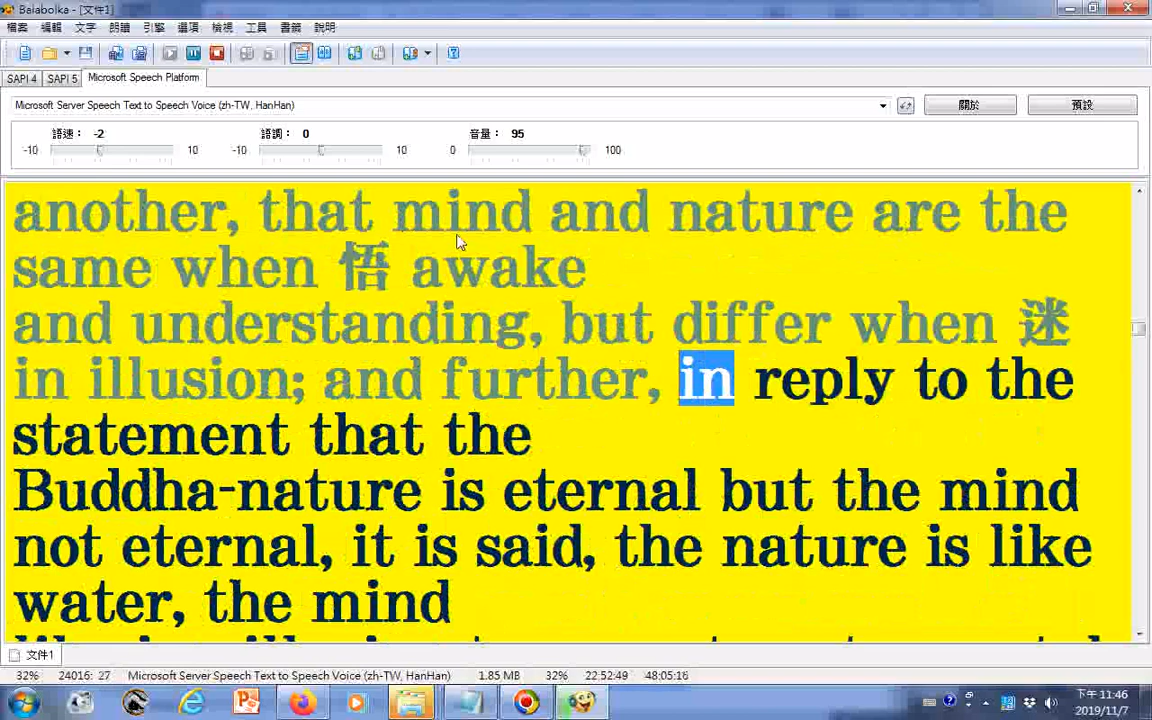 Balabolka - [文件1]
檔案 編輯 文字 朗讀 引擎 選項 檢視 工具 書籤 說明
SAPI 4 SAPI 5 Microsoft Speech Platform
Microsoft Server Speech Text to Speech Voice (zh-TW, HanHan) 關於 預設
語速： -2 語調： 0 音量： 95
-10 10 -10 10 0 100
another, that mind and nature are the
same when 悟 awake
and understanding, but differ when 迷
in illusion; and further, in reply to the
statement that the
Buddha-nature is eternal but the mind
not eternal, it is said, the nature is like
water, the mind
文件1
32% 24016: 27 Microsoft Server Speech Text to Speech Voice (zh-TW, HanHan) 1.85 MB 32% 22:52:49 48:05:16
下午 11:46
2019/11/7